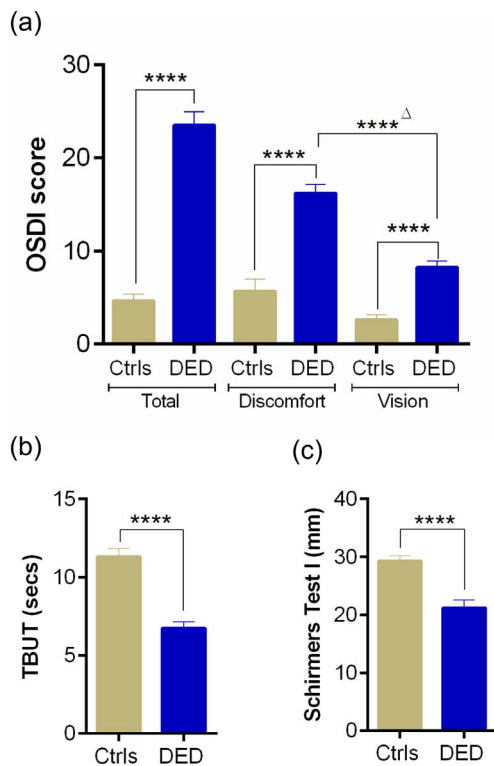 (a)
OSDI score
30
20
10
0
****
****
****Δ
****
Ctrls DED Ctrls DED Ctrls DED
Total Discomfort Vision
(b)
TBUT (secs)
15
10
5
0
****
Ctrls DED
(c)
Schirmers Test I (mm)
40
30
20
10
0
****
Ctrls DED